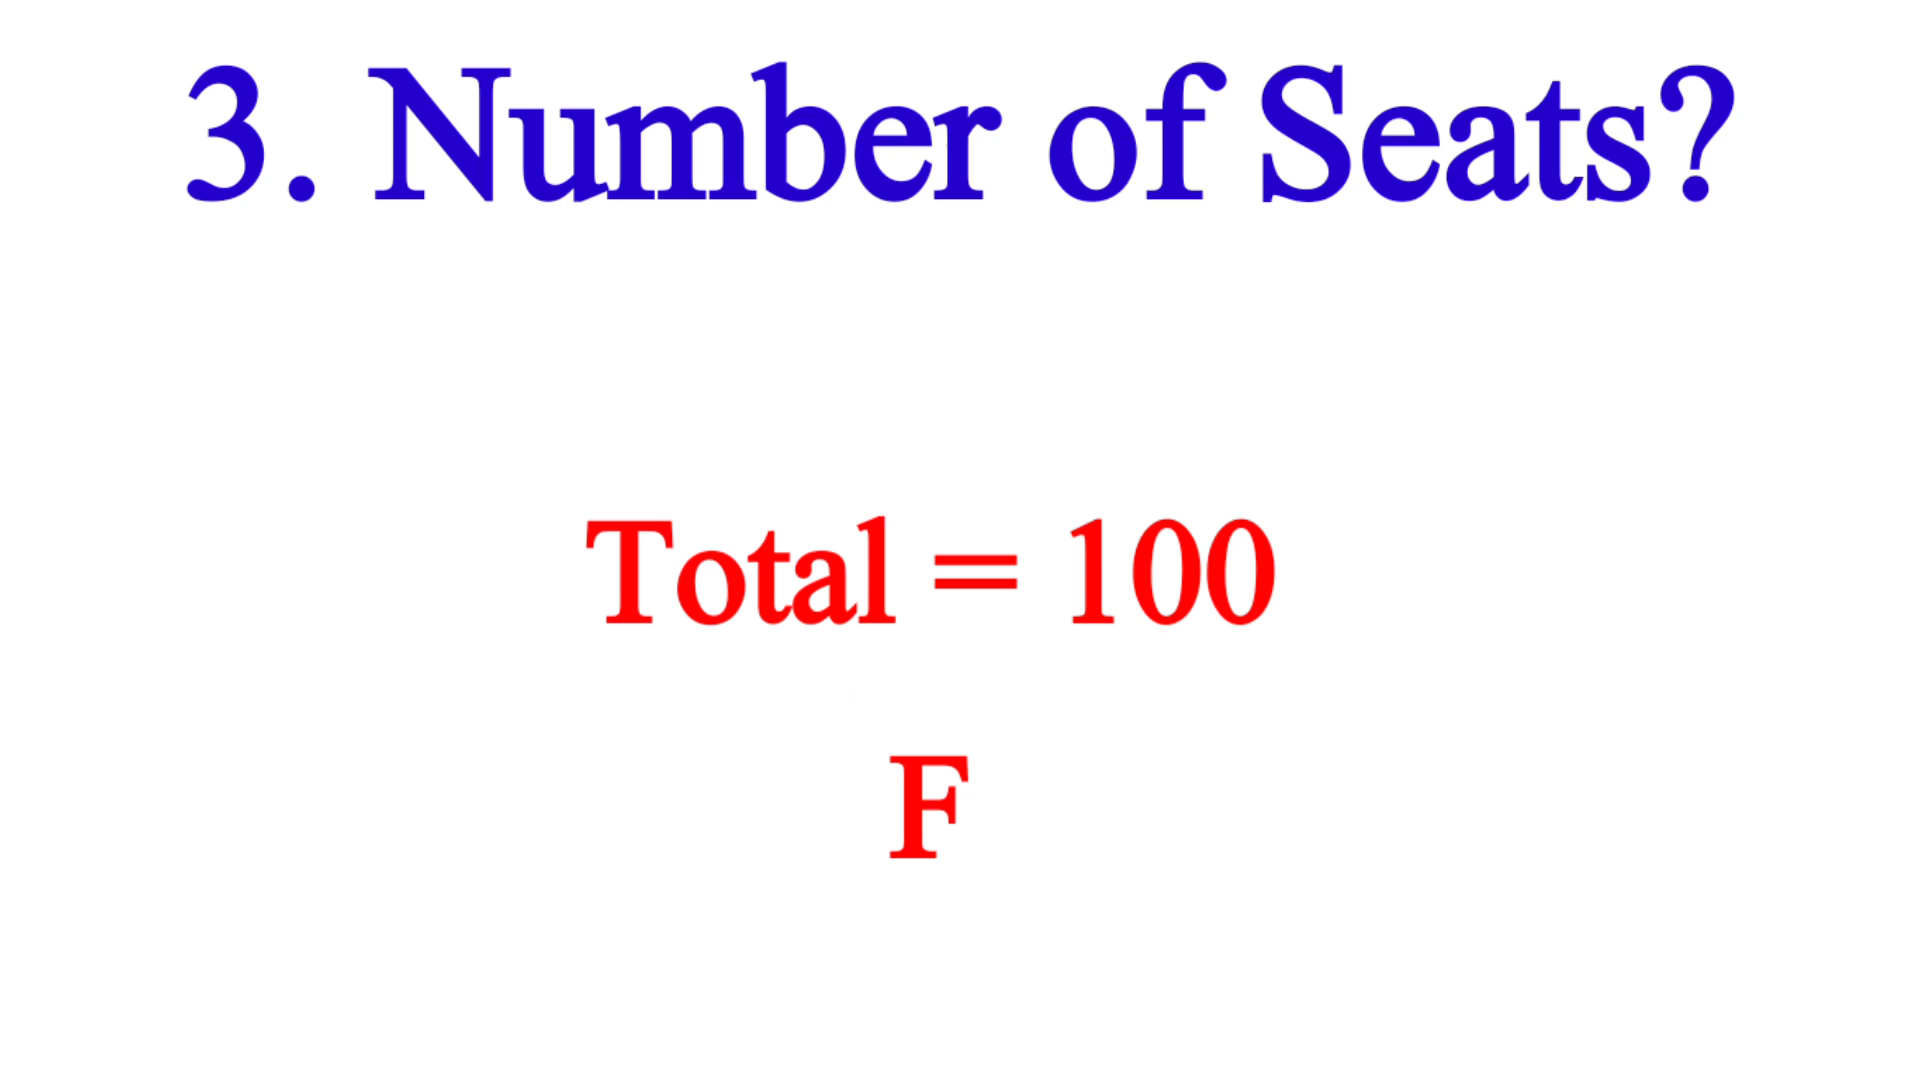 3. Number of Seats?
Total = 100
F